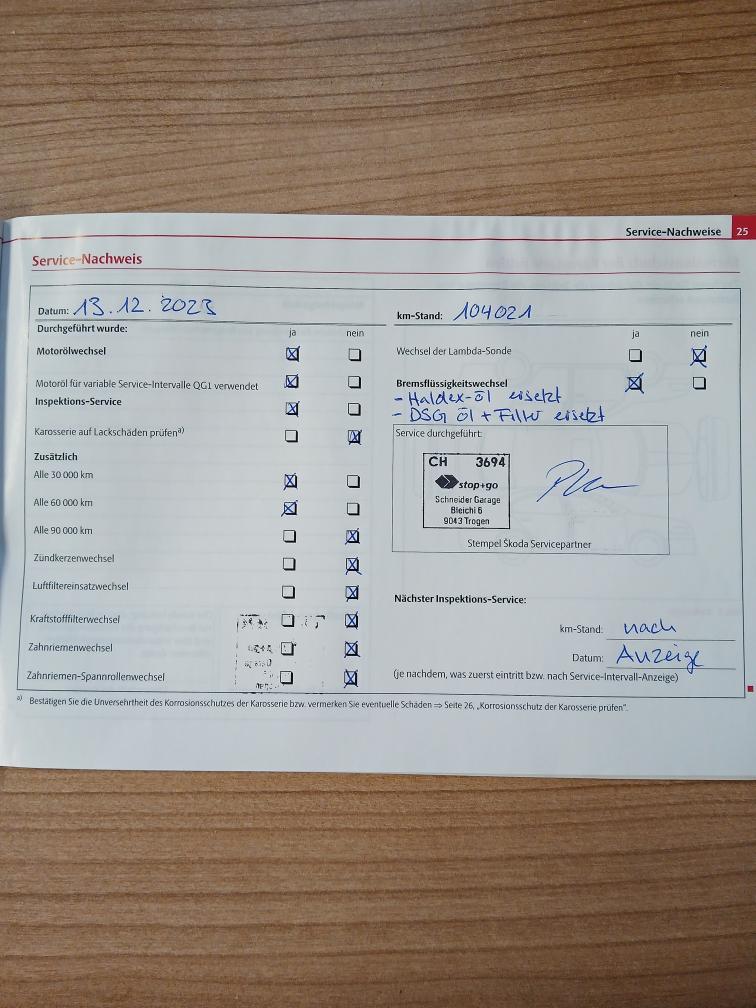 Service-Nachweise 25
Service-Nachweis
Datum: 13.12.2023
Durchgeführt wurde:
ja nein
Motorölwechsel
Motoröl für variable Service-Intervalle QG1 verwendet
Inspektions-Service
Karosserie auf Lackschäden prüfen a)
Zusätzlich
Alle 30 000 km
Alle 60 000 km
Alle 90 000 km
Zündkerzenwechsel
Luftfiltereinsatzwechsel
Kraftstofffilterwechsel
Zahnriemenwechsel
Zahnriemen-Spannrollenwechsel
km-Stand: 104021
ja nein
Wechsel der Lambda-Sonde
Bremsflüssigkeitswechsel
- Haldex-öl ersetzt
- DSG öl + Filter ersetzt
Service durchgeführt:
CH 3694
stop+go
Schneider Garage
Bleichi 6
9043 Trogen
Stempel Škoda Servicepartner
Nächster Inspektions-Service:
km-Stand: nach
Datum: Anzeige
(je nachdem, was zuerst eintritt bzw. nach Service-Intervall-Anzeige)
a) Bestätigen Sie die Unversehrtheit des Korrosionsschutzes der Karosserie bzw. vermerken Sie eventuelle Schäden ⇒ Seite 26, „Korrosionsschutz der Karosserie prüfen“.